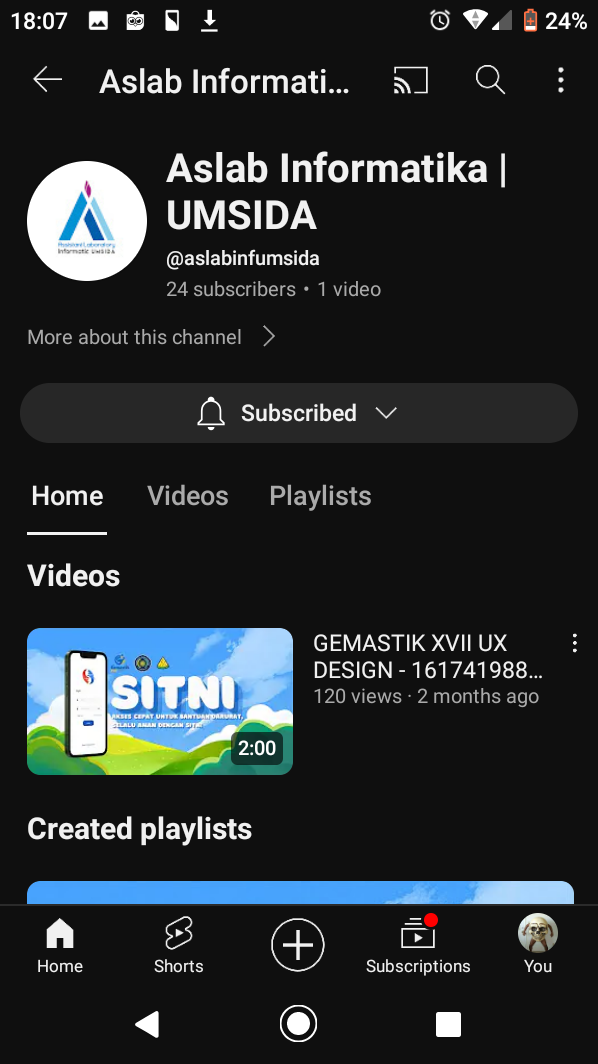 18:07
24%
Aslab Informati...
Aslab Informatika |
UMSIDA
Assistant Laboratory
Informatic UMSIDA
@aslabinfumsida
24 subscribers • 1 video
More about this channel
Subscribed
Home
Videos
Playlists
Videos
SITNI
AKSES CEPAT UNTUK BANTUAN DARURAT,
SELALU AMAN DENGAN SITNI
2:00
GEMASTIK XVII UX
DESIGN - 161741988...
120 views · 2 months ago
Created playlists
Home
Shorts
Subscriptions
You